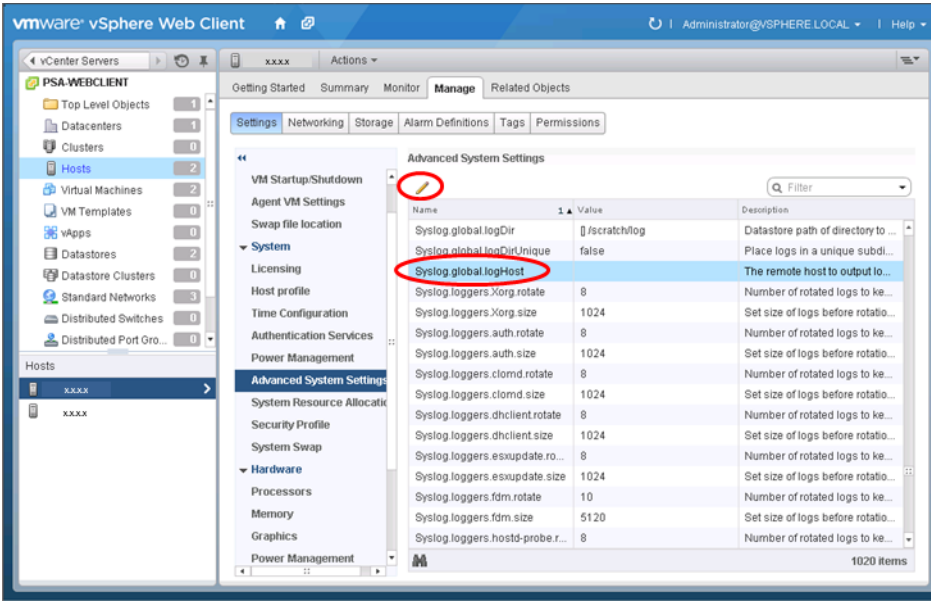 vmware® vSphere Web Client
Administrator@VSPHERE.LOCAL
Help
vCenter Servers
PSA-WEBCLIENT
Top Level Objects 1
Datacenters 1
Clusters 0
Hosts 2
Virtual Machines 2
VM Templates 0
vApps 0
Datastores 2
Datastore Clusters 0
Standard Networks 3
Distributed Switches 0
Distributed Port Gro... 0
Hosts
x.x.x.x
x.x.x.x
x.x.x.x Actions
Getting Started Summary Monitor Manage Related Objects
Settings Networking Storage Alarm Definitions Tags Permissions
VM Startup/Shutdown
Agent VM Settings
Swap file location
System
Licensing
Host profile
Time Configuration
Authentication Services
Power Management
Advanced System Settings
System Resource Allocatic
Security Profile
System Swap
Hardware
Processors
Memory
Graphics
Power Management
Advanced System Settings
Filter
Name 1 Value Description
Syslog.global.logDir [] /scratch/log Datastore path of directory to ...
Syslog.global.logDirUnique false Place logs in a unique subdi...
Syslog.global.logHost The remote host to output lo...
Syslog.loggers.Xorg.rotate 8 Number of rotated logs to ke...
Syslog.loggers.Xorg.size 1024 Set size of logs before rotatio...
Syslog.loggers.auth.rotate 8 Number of rotated logs to ke...
Syslog.loggers.auth.size 1024 Set size of logs before rotatio...
Syslog.loggers.clomd.rotate 8 Number of rotated logs to ke...
Syslog.loggers.clomd.size 1024 Set size of logs before rotatio...
Syslog.loggers.dhclient.rotate 8 Number of rotated logs to ke...
Syslog.loggers.dhclient.size 1024 Set size of logs before rotatio...
Syslog.loggers.esxupdate.ro... 8 Number of rotated logs to ke...
Syslog.loggers.esxupdate.size 1024 Set size of logs before rotatio...
Syslog.loggers.fdm.rotate 10 Number of rotated logs to ke...
Syslog.loggers.fdm.size 5120 Set size of logs before rotatio...
Syslog.loggers.hostd-probe.r... 8 Number of rotated logs to ke...
1020 items